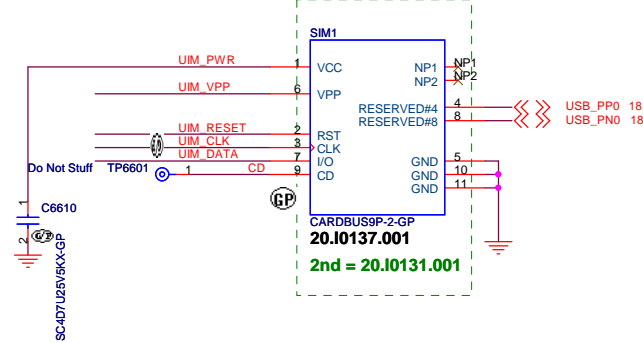 SIM1
UIM_PWR 1 VCC NP1 NP1
UIM_VPP 6 VPP NP2 NP2
RESERVED#4 4 USB_PP0 18
RESERVED#8 8 USB_PN0 18
UIM_RESET 2 RST
UIM_CLK 3 CLK
UIM_DATA 7 I/O GND 5
Do Not Stuff TP6601 1 CD 9 CD GND 10
GND 11
GP
CARDBUS9P-2-GP
20.I0137.001
2nd = 20.I0131.001
1
C6610
2
SC4D7U25V5KX-GP